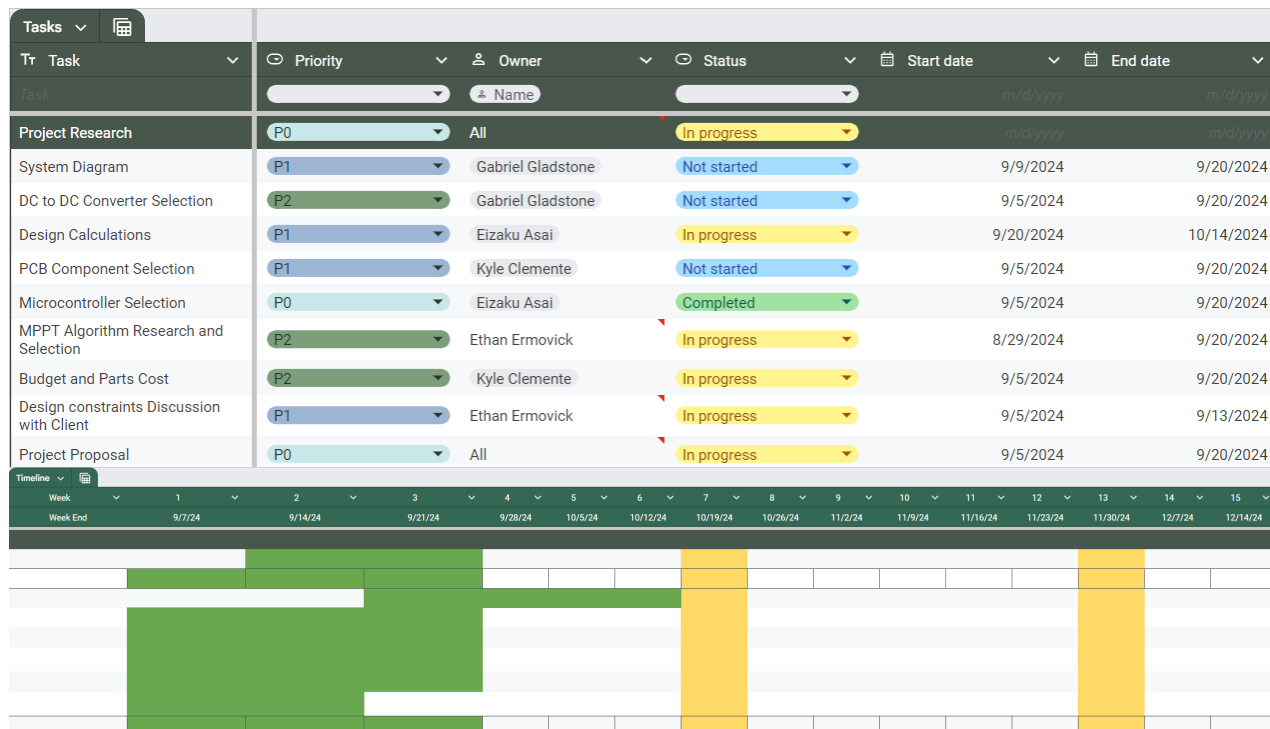 Tasks
Task Priority Owner Status Start date End date
Task Name m/d/yyyy m/d/yyyy
Project Research P0 All In progress m/d/yyyy m/d/yyyy
System Diagram P1 Gabriel Gladstone Not started 9/9/2024 9/20/2024
DC to DC Converter Selection P2 Gabriel Gladstone Not started 9/5/2024 9/20/2024
Design Calculations P1 Eizaku Asai In progress 9/20/2024 10/14/2024
PCB Component Selection P1 Kyle Clemente Not started 9/5/2024 9/20/2024
Microcontroller Selection P0 Eizaku Asai Completed 9/5/2024 9/20/2024
MPPT Algorithm Research and
Selection P2 Ethan Ermovick In progress 8/29/2024 9/20/2024
Budget and Parts Cost P2 Kyle Clemente In progress 9/5/2024 9/20/2024
Design constraints Discussion
with Client P1 Ethan Ermovick In progress 9/5/2024 9/13/2024
Project Proposal P0 All In progress 9/5/2024 9/20/2024
Timeline
Week 1 2 3 4 5 6 7 8 9 10 11 12 13 14 15
Week End 9/7/24 9/14/24 9/21/24 9/28/24 10/5/24 10/12/24 10/19/24 10/26/24 11/2/24 11/9/24 11/16/24 11/23/24 11/30/24 12/7/24 12/14/24